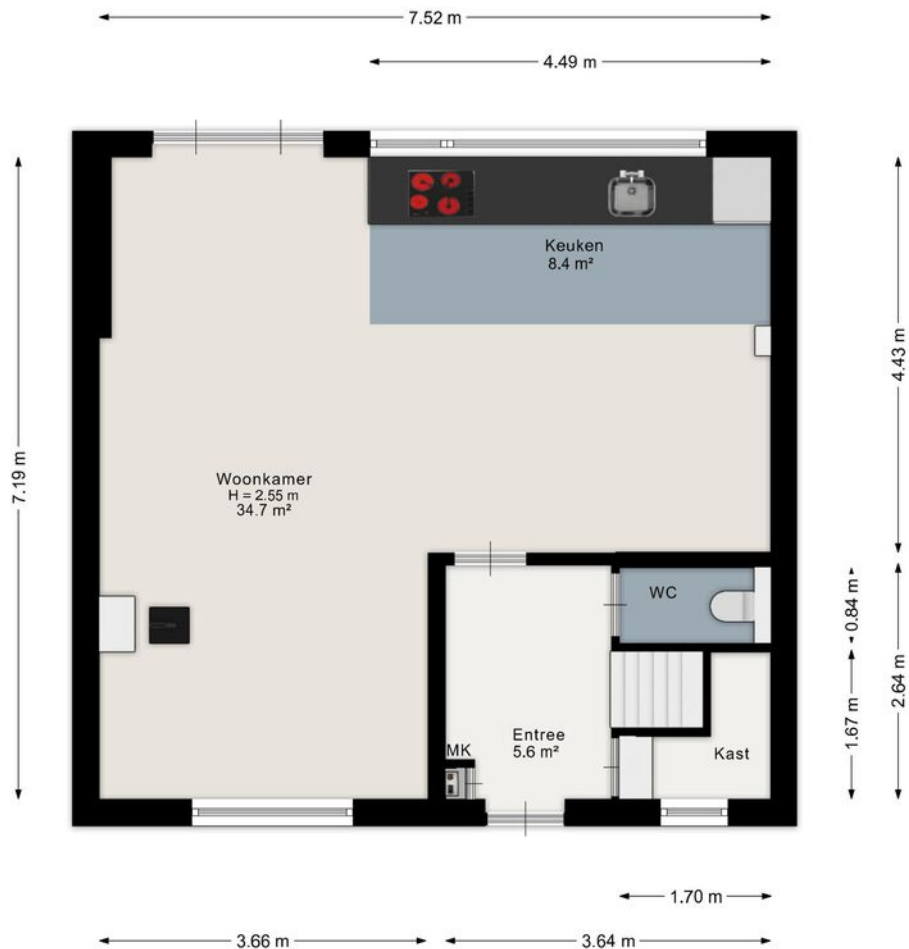 7.52 m
4.49 m
Keuken
8.4 m²
4.43 m
7.19 m
Woonkamer
H = 2.55 m
34.7 m²
WC
0.84 m
2.64 m
1.67 m
Entree
5.6 m²
MK
Kast
1.70 m
3.66 m
3.64 m